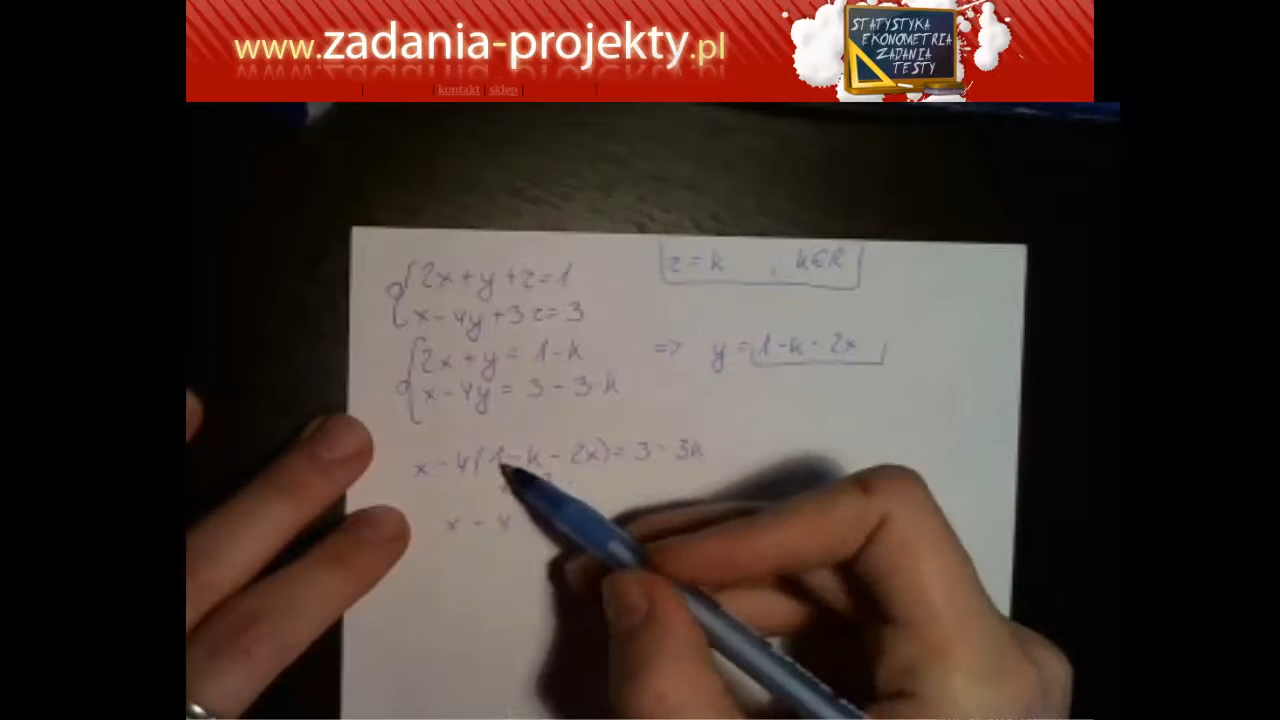 www.zadania-projekty.pl
STATYSTYKA
EKONOMETRIA
ZADANIA
TESTY
kontakt | sklep |
2x+y+z=1
x-4y+3z=3
z=k , k∈R
2x+y=1-k => y=1-k-2x
x-4y=3-3k
x-4(1-k-2x)=3-3k
x-4